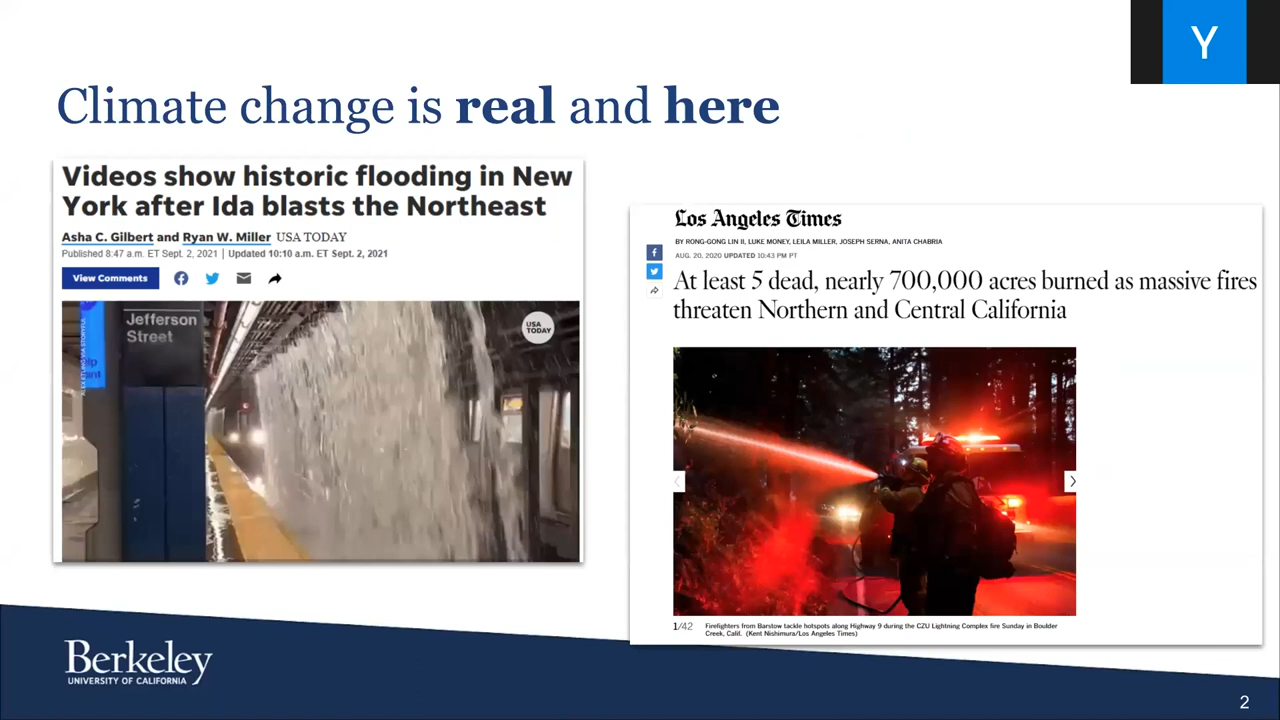 Y
Climate change is real and here
Videos show historic flooding in New
York after Ida blasts the Northeast
Asha C. Gilbert and Ryan W. Miller USA TODAY
Published 8:47 a.m. ET Sept. 2, 2021 | Updated 10:10 a.m. ET Sept. 2, 2021
View Comments
Jefferson
Street
USA
TODAY
Los Angeles Times
BY RONG-GONG LIN II, LUKE MONEY, LEILA MILLER, JOSEPH SERNA, ANITA CHABRIA
AUG. 20, 2020 UPDATED 10:43 PM PT
At least 5 dead, nearly 700,000 acres burned as massive fires
threaten Northern and Central California
1/42
Firefighters from Barstow tackle hotspots along Highway 9 during the CZU Lightning Complex fire Sunday in Boulder
Creek, Calif. (Kent Nishimura/Los Angeles Times)
Berkeley
UNIVERSITY OF CALIFORNIA
2